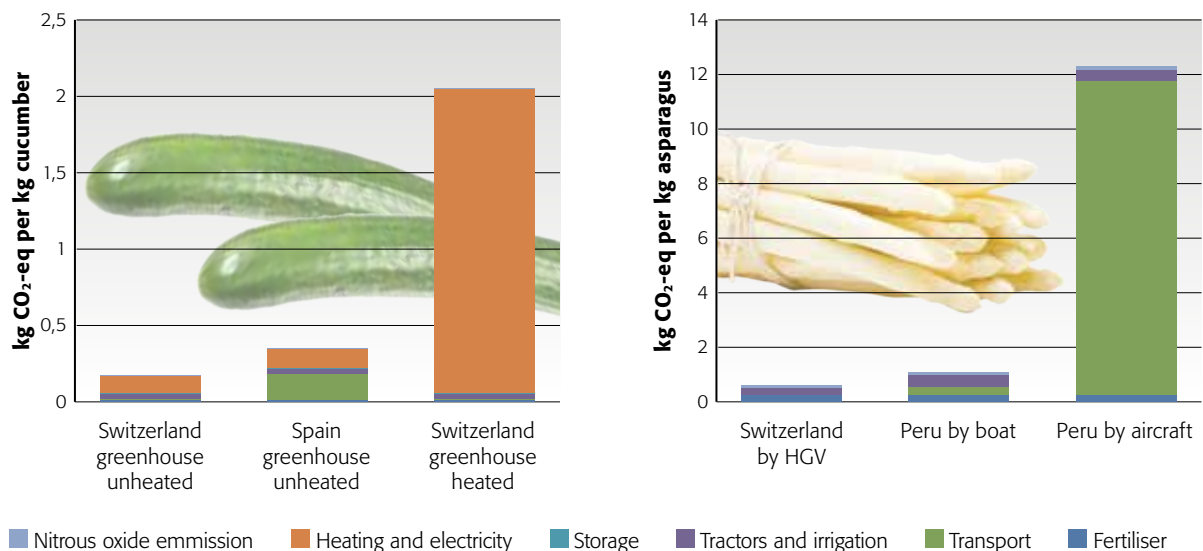 kg CO₂-eq per kg cucumber
2,5
2
1,5
1
0,5
0
Switzerland
greenhouse
unheated
Spain
greenhouse
unheated
Switzerland
greenhouse
heated
kg CO₂-eq per kg asparagus
14
12
10
8
6
4
2
0
Switzerland
by HGV
Peru by boat
Peru by aircraft
Nitrous oxide emmission
Heating and electricity
Storage
Tractors and irrigation
Transport
Fertiliser